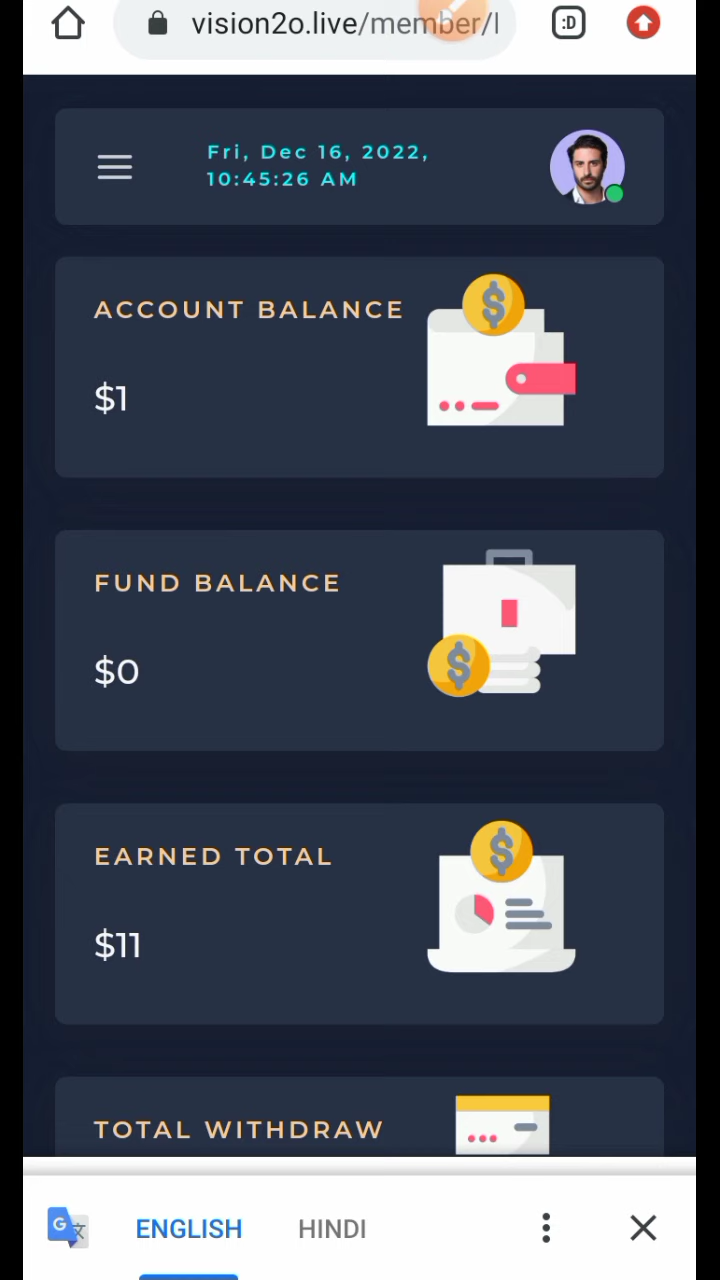 vision2o.live/member/
:D
Fri, Dec 16, 2022,
10:45:26 AM
ACCOUNT BALANCE
$1
FUND BALANCE
$0
EARNED TOTAL
$11
TOTAL WITHDRAW
ENGLISH
HINDI